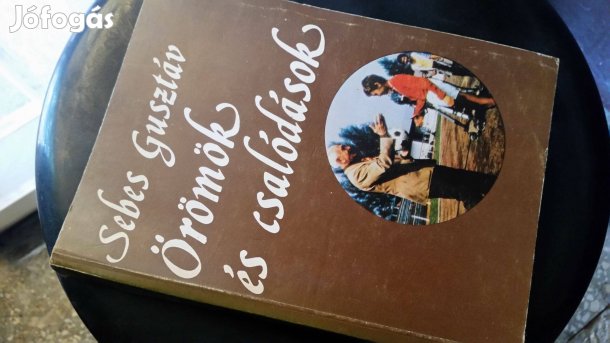 Jófogás
Sebes Gusztáv
Örömök
és csalódások